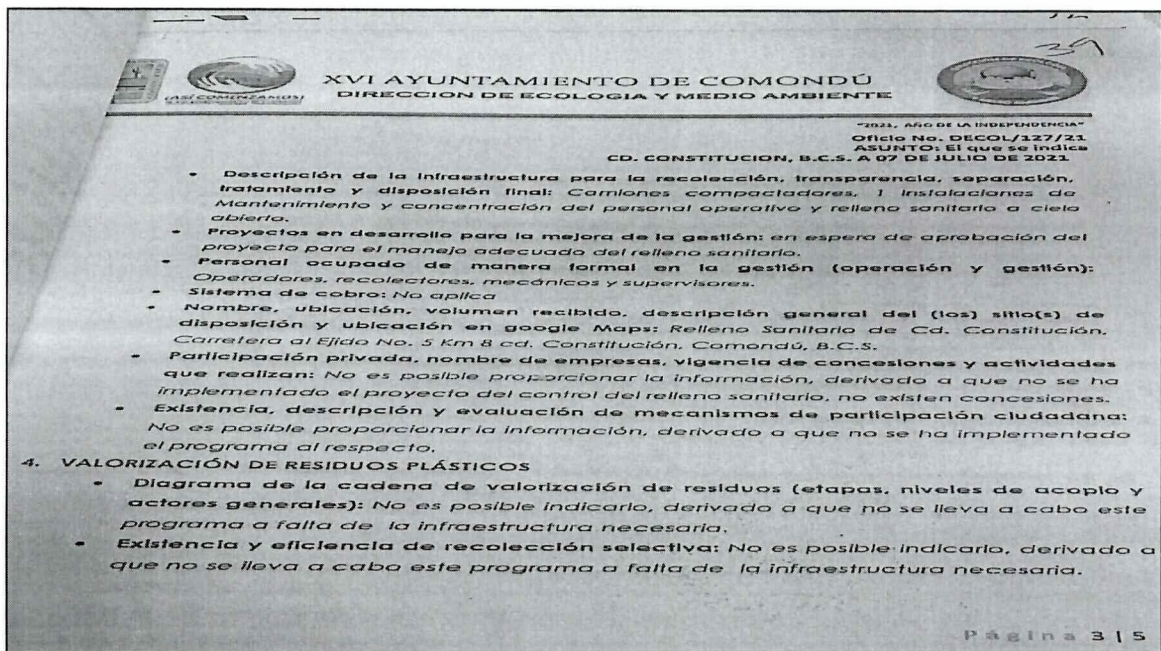 39
¡ASÍ COMENZAMOS!
XVI AYUNTAMIENTO DE COMONDÚ
DIRECCION DE ECOLOGIA Y MEDIO AMBIENTE
"2021, AÑO DE LA INDEPENDENCIA"
Oficio No. DECOL/127/21
ASUNTO: El que se indica
CD. CONSTITUCION, B.C.S. A 07 DE JULIO DE 2021
• Descripción de la infraestructura para la recolección, transparencia, separación,
tratamiento y disposición final: Camiones compactadores, 1 instalaciones de
Mantenimiento y concentración del personal operativo y relleno sanitario a cielo
abierto.
• Proyectos en desarrollo para la mejora de la gestión: en espera de aprobación del
proyecto para el manejo adecuado del relleno sanitario.
• Personal ocupado de manera formal en la gestión (operación y gestión):
Operadores, recolectores, mecánicos y supervisores.
• Sistema de cobro: No aplica
• Nombre, ubicación, volumen recibido, descripción general del (los) sitio(s) de
disposición y ubicación en google Maps: Relleno Sanitario de Cd. Constitución,
Carretera al Ejido No. 5 Km 8 cd. Constitución, Comondú, B.C.S.
• Participación privada, nombre de empresas, vigencia de concesiones y actividades
que realizan: No es posible proporcionar la información, derivado a que no se ha
implementado el proyecto del control del relleno sanitario, no existen concesiones.
• Existencia, descripción y evaluación de mecanismos de participación ciudadana:
No es posible proporcionar la información, derivado a que no se ha implementado
el programa al respecto.
4. VALORIZACIÓN DE RESIDUOS PLÁSTICOS
• Diagrama de la cadena de valorización de residuos (etapas, niveles de acopio y
actores generales): No es posible indicarlo, derivado a que no se lleva a cabo este
programa a falta de la infraestructura necesaria.
• Existencia y eficiencia de recolección selectiva: No es posible indicarlo, derivado a
que no se lleva a cabo este programa a falta de la infraestructura necesaria.
Página 3 | 5